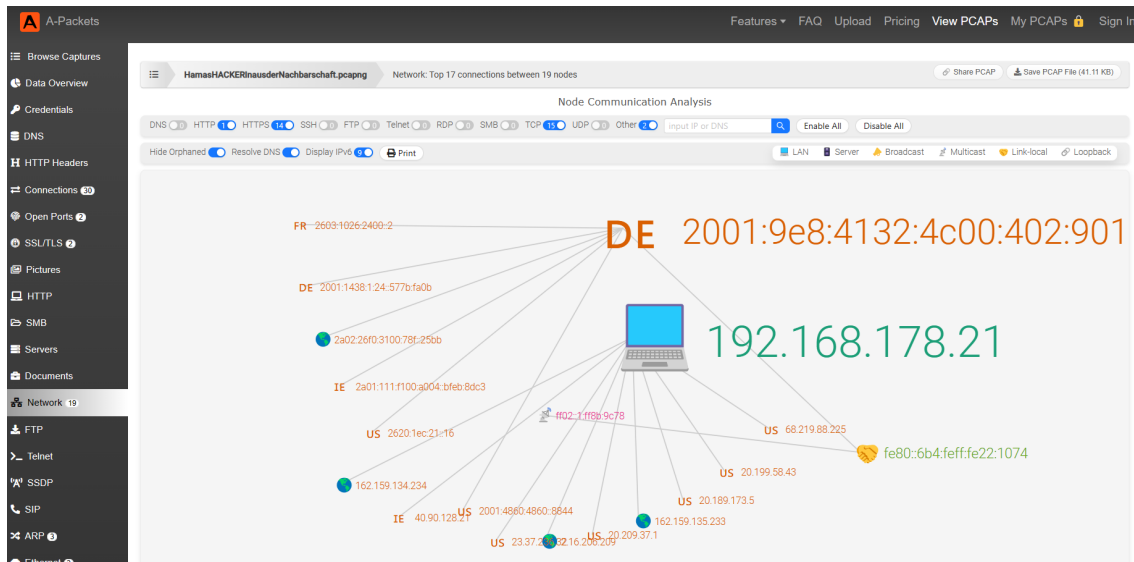 A-Packets
Features FAQ Upload Pricing View PCAPs My PCAPs Sign In
Browse Captures
Data Overview
Credentials
DNS
HTTP Headers
Connections 30
Open Ports 2
SSL/TLS 2
Pictures
HTTP
SMB
Servers
Documents
Network 19
FTP
Telnet
SSDP
SIP
ARP 3
HamasHACKERInausderNachbarschaft.pcapng Network: Top 17 connections between 19 nodes Share PCAP Save PCAP File (41.11 KB)
Node Communication Analysis
DNS 0 HTTP 1 HTTPS 14 SSH 0 FTP 0 Telnet 0 RDP 0 SMB 0 TCP 15 UDP 0 Other 2 Input IP or DNS Enable All Disable All
Hide Orphaned Resolve DNS Display IPv6 9 Print LAN Server Broadcast Multicast Link-local Loopback
FR 2603:1026:2400::2
DE 2001:9e8:4132:4c00:402:901
DE 2001:1438:1:24::577b:fa0b
2a02:26f0:3100:78f::25bb
192.168.178.21
IE 2a01:111:f100:a004::bfeb:8dc3
ff02::1:ff8b:9c78
US 2620:1ec:21::16
US 68.219.88.225
fe80::6b4:feff:fe22:1074
US 20.199.58.43
162.159.134.234
US 20.189.173.5
IE 40.90.128.21
US 2001:4860:4860::8844
162.159.135.233
US 20.209.37.1
US